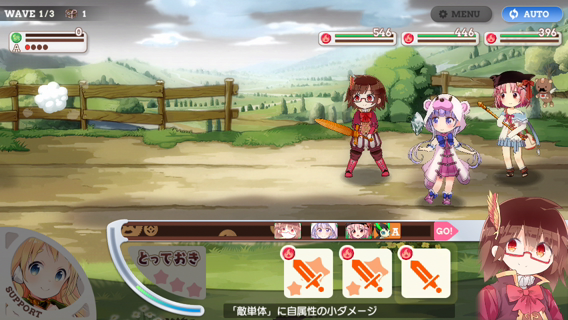 WAVE 1/3 1
MENU
AUTO
0
A
546
446
396
A
GO!
とっておき
SUPPORT
「敵単体」に自属性の小ダメージ